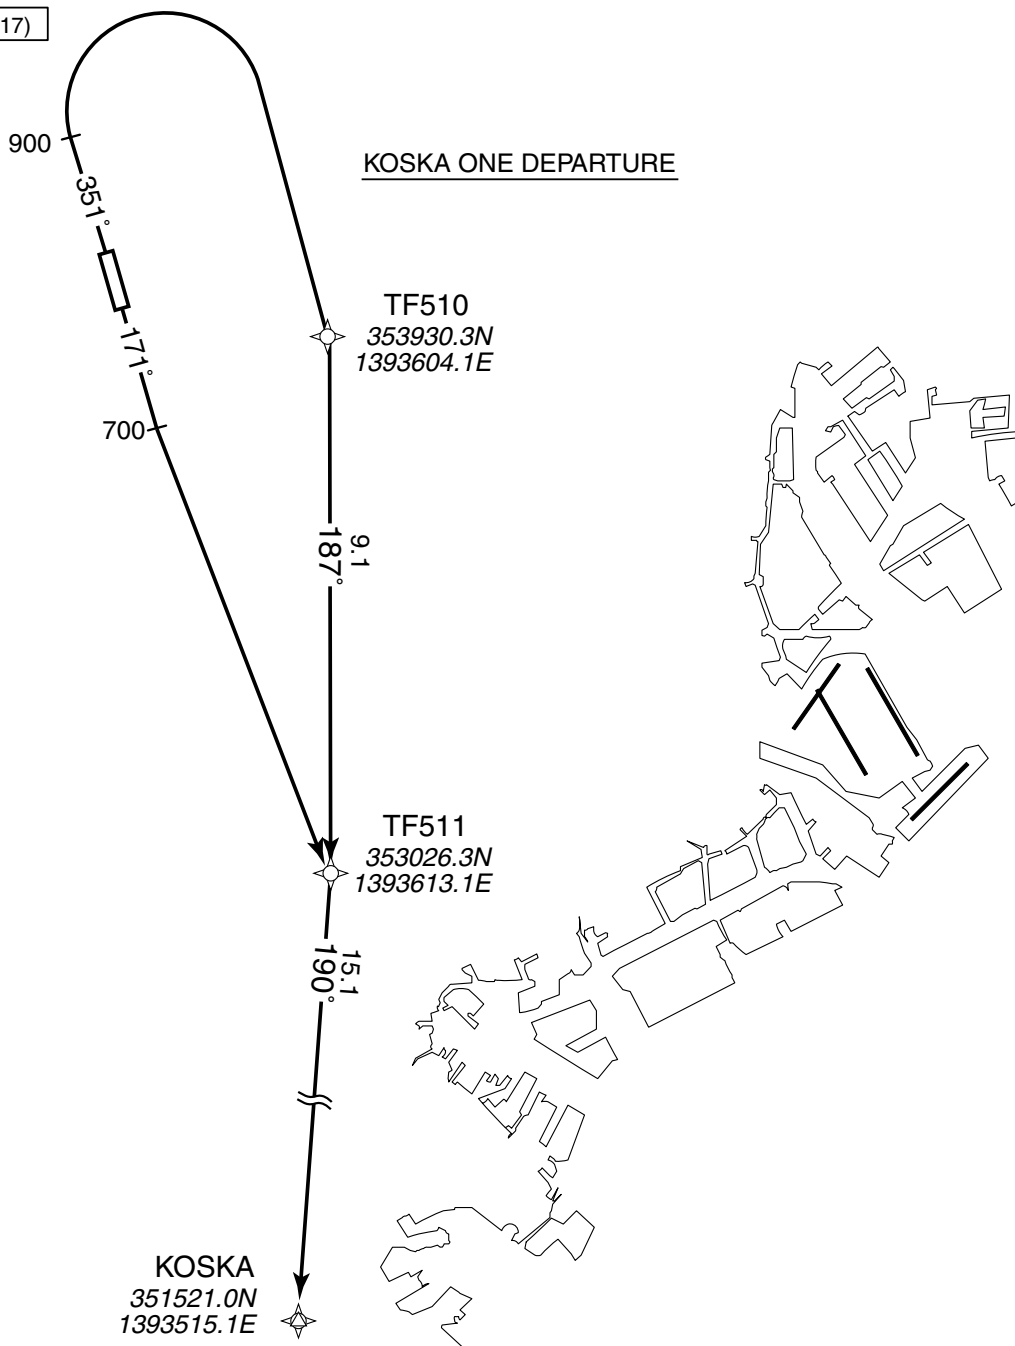 17)
900
KOSKA ONE DEPARTURE
351°
TF510
353930.3N
1393604.1E
171°
700
9.1
187°
TF511
353026.3N
1393613.1E
15.1
190°
KOSKA
351521.0N
1393515.1E